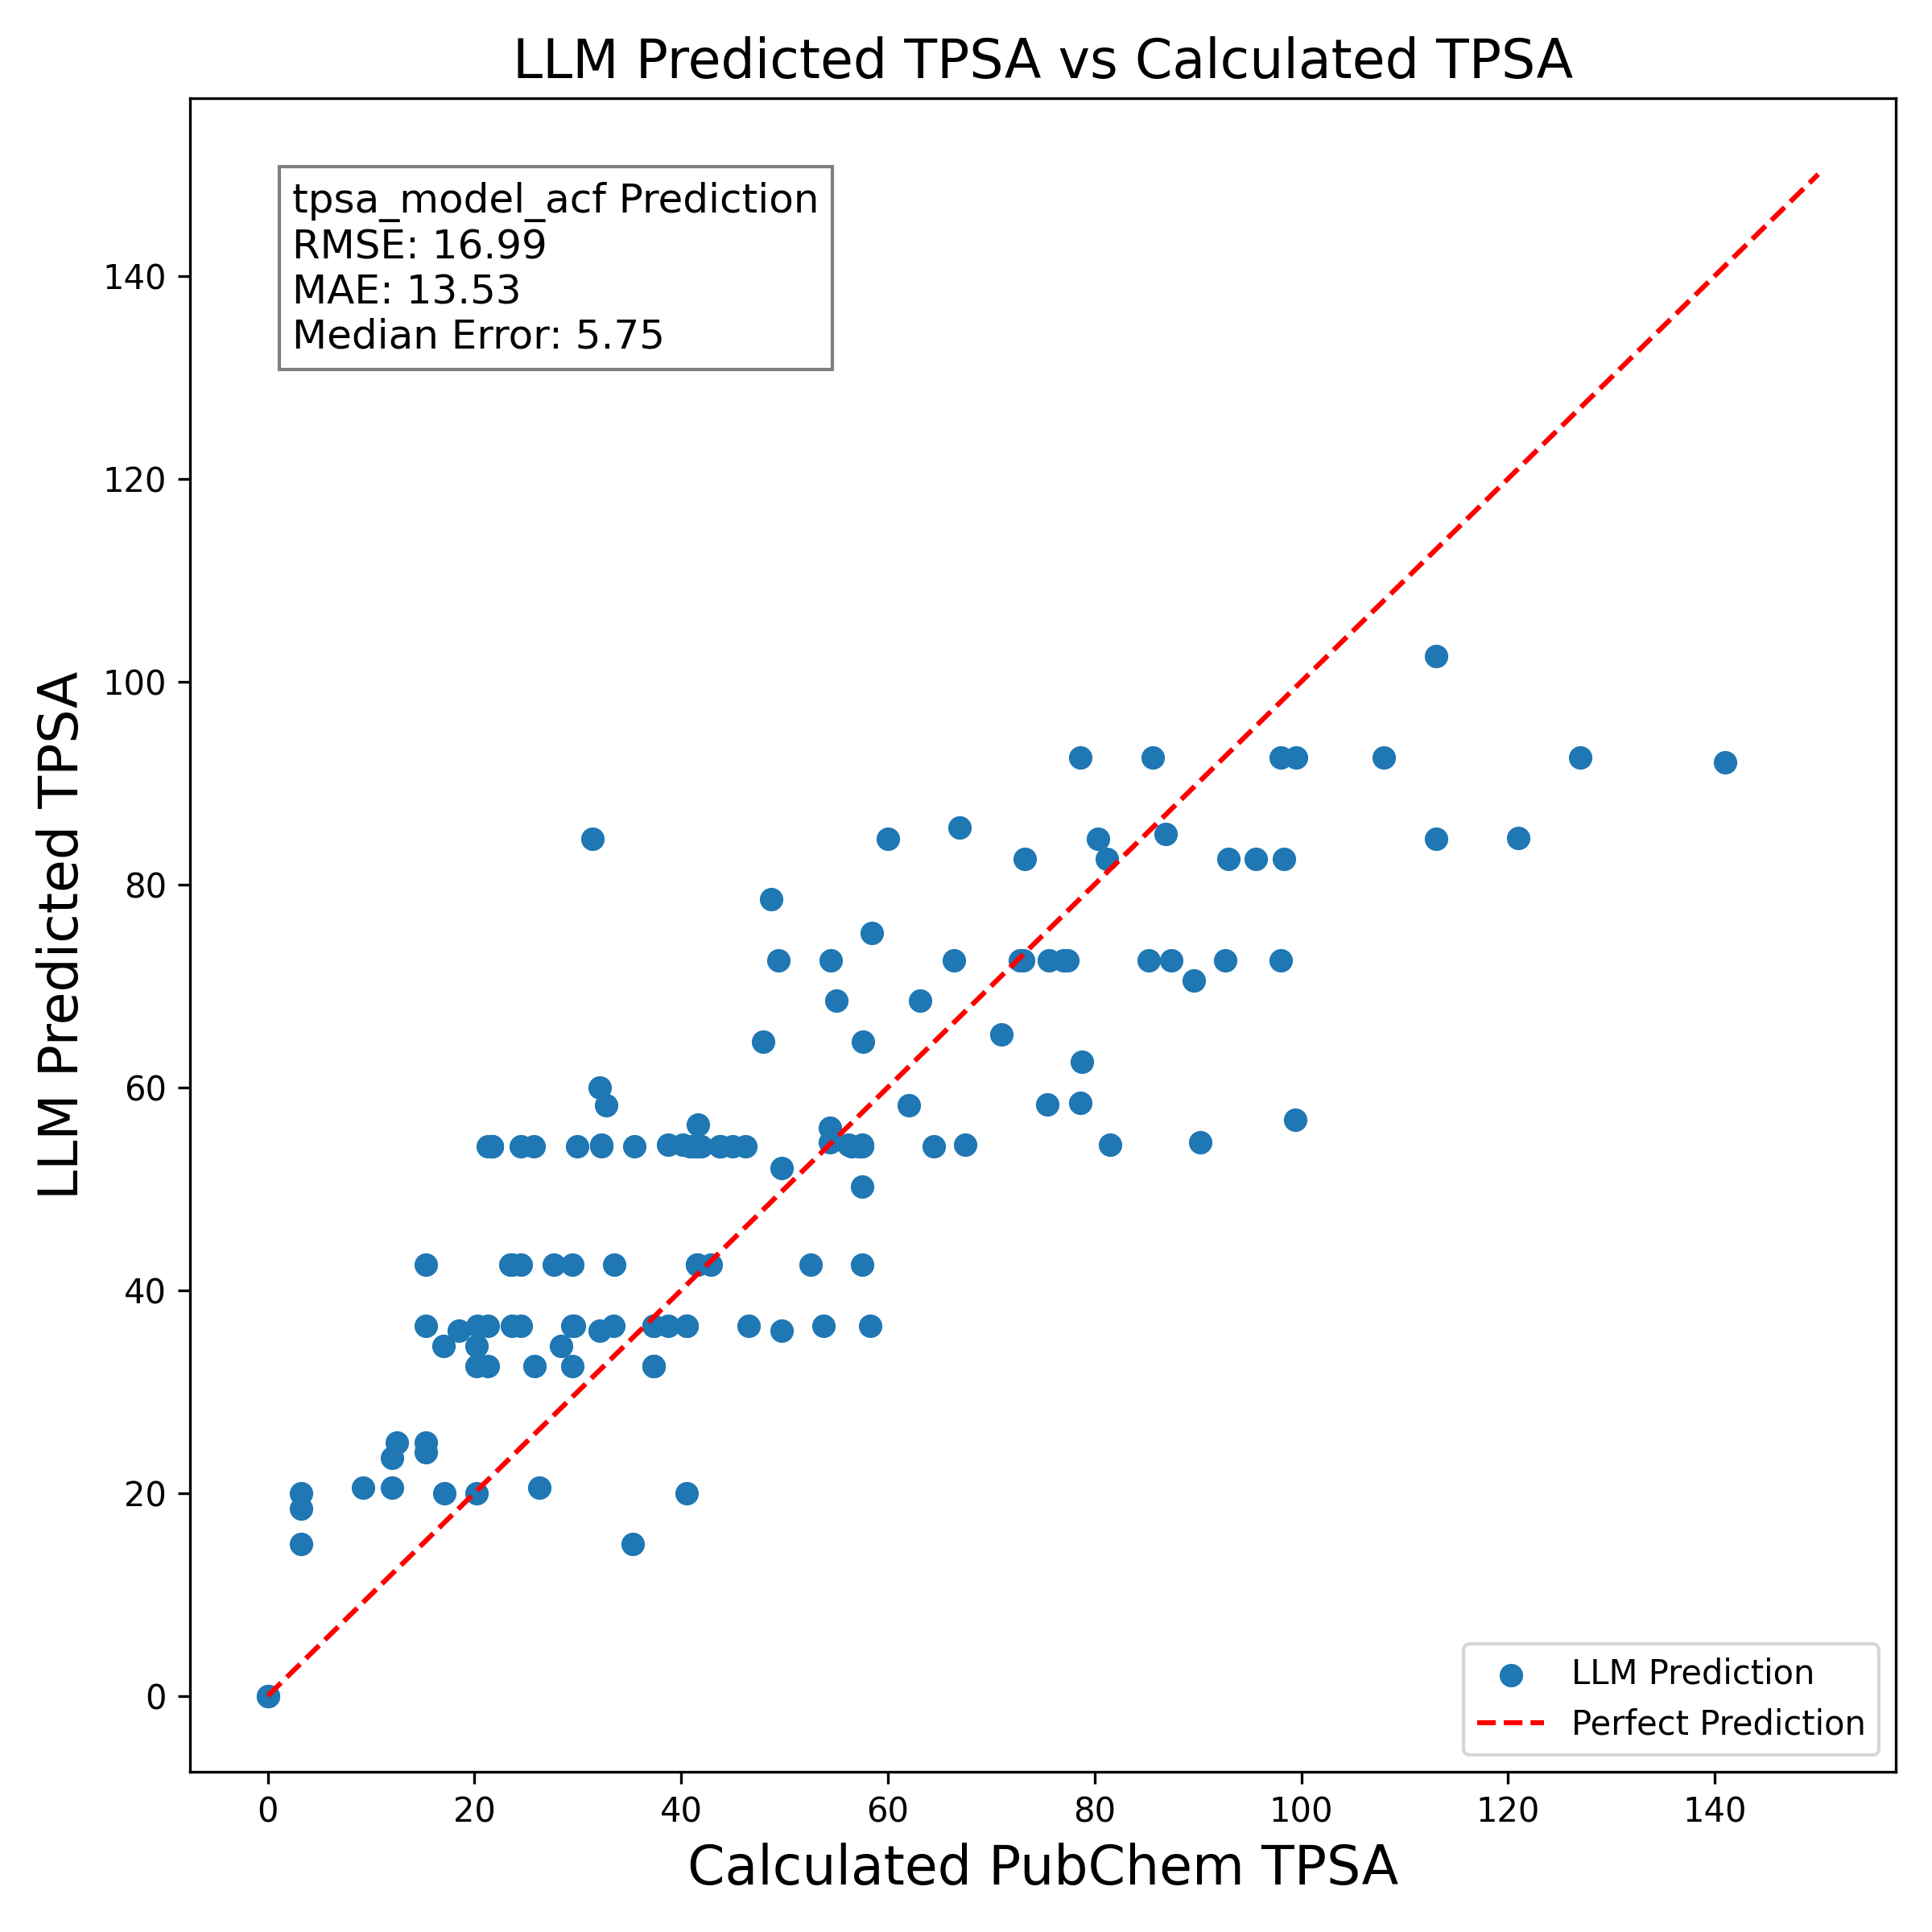 LLM Predicted TPSA vs Calculated TPSA
tpsa_model_acf Prediction
RMSE: 16.99
MAE: 13.53
Median Error: 5.75
LLM Predicted TPSA
140
120
100
80
60
40
20
0
LLM Prediction
Perfect Prediction
0 20 40 60 80 100 120 140
Calculated PubChem TPSA